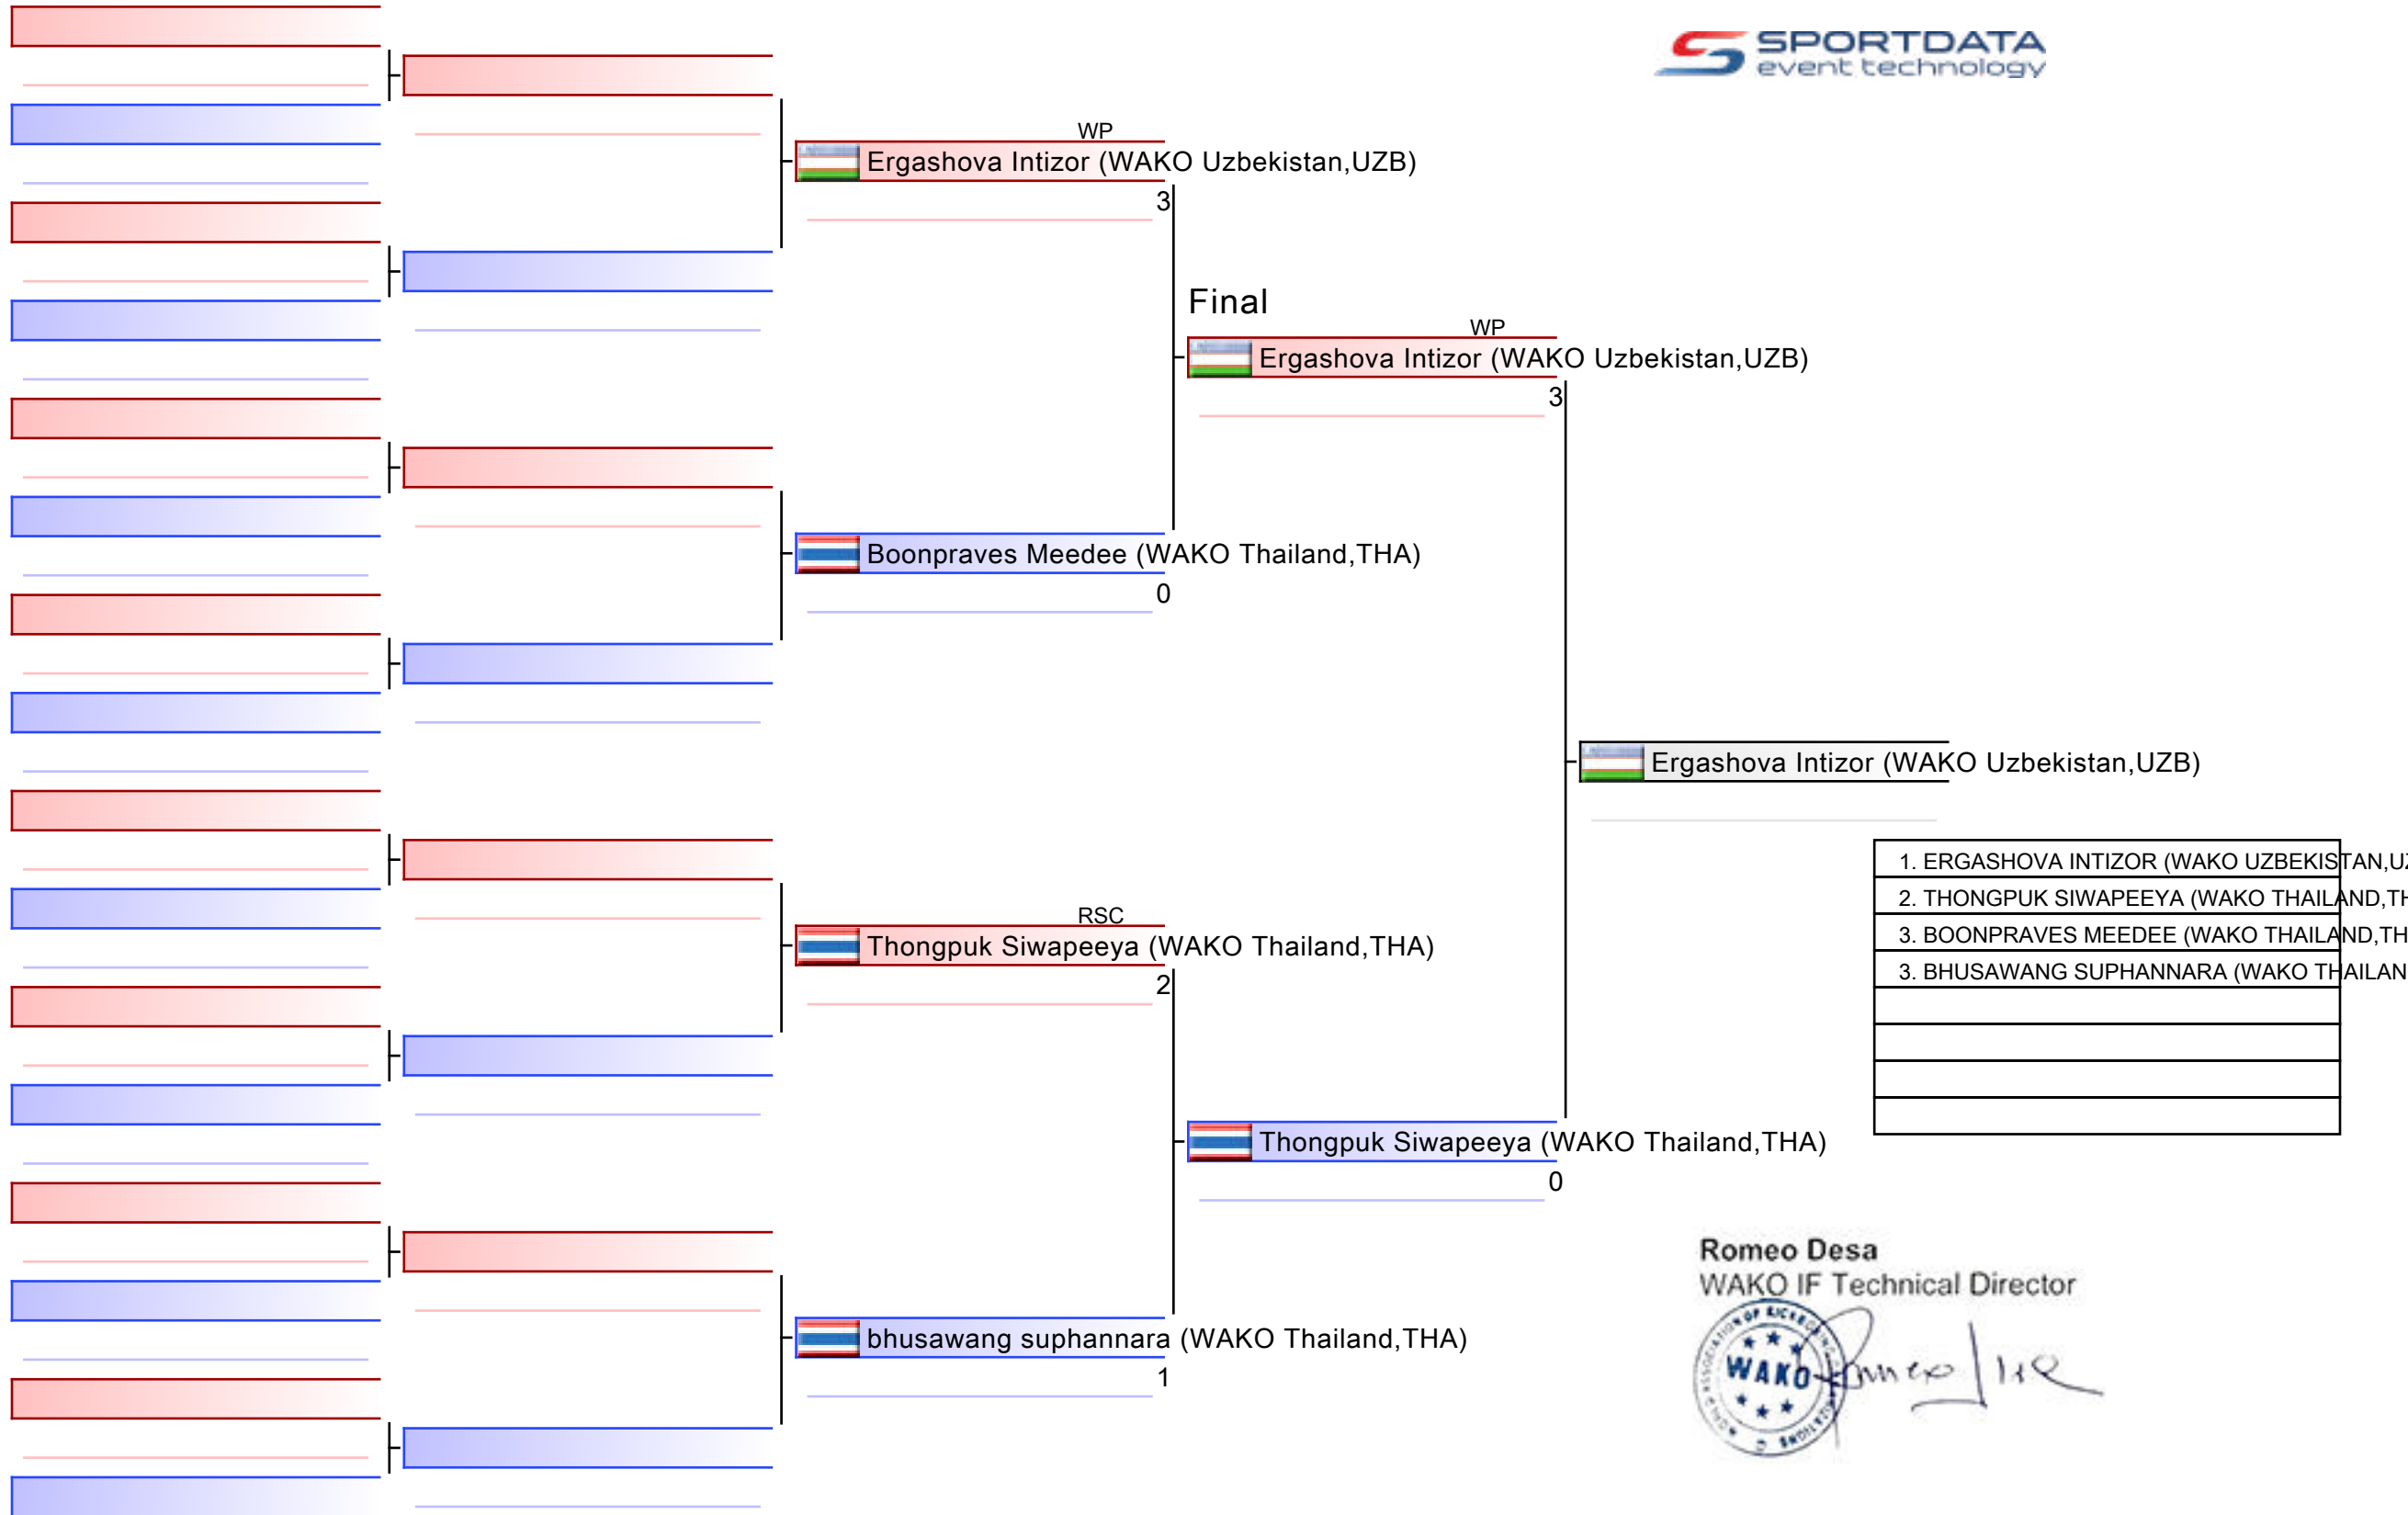 SPORTDATA
event technology
WP
Ergashova Intizor (WAKO Uzbekistan,UZB)
3
Final
WP
Ergashova Intizor (WAKO Uzbekistan,UZB)
3
Boonpraves Meedee (WAKO Thailand,THA)
0
Ergashova Intizor (WAKO Uzbekistan,UZB)
1. ERGASHOVA INTIZOR (WAKO UZBEKISTAN,UZ
2. THONGPUK SIWAPEEYA (WAKO THAILAND,TH
3. BOONPRAVES MEEDEE (WAKO THAILAND,TH
3. BHUSAWANG SUPHANNARA (WAKO THAILAN
RSC
Thongpuk Siwapeeya (WAKO Thailand,THA)
2
Thongpuk Siwapeeya (WAKO Thailand,THA)
0
bhusawang suphannara (WAKO Thailand,THA)
1
Romeo Desa
WAKO IF Technical Director
WAKO